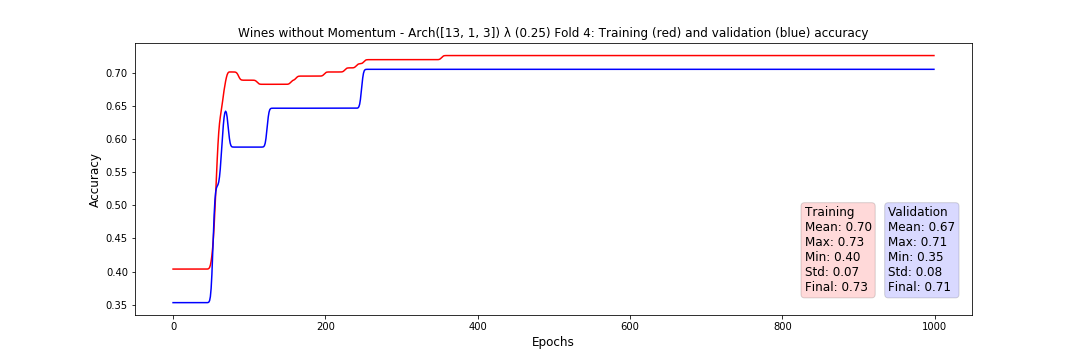 Wines without Momentum - Arch([13, 1, 3]) λ (0.25) Fold 4: Training (red) and validation (blue) accuracy
Accuracy
0.70
0.65
0.60
0.55
0.50
0.45
0.40
0.35
Training
Mean: 0.70
Max: 0.73
Min: 0.40
Std: 0.07
Final: 0.73
Validation
Mean: 0.67
Max: 0.71
Min: 0.35
Std: 0.08
Final: 0.71
0
200
400
600
800
1000
Epochs